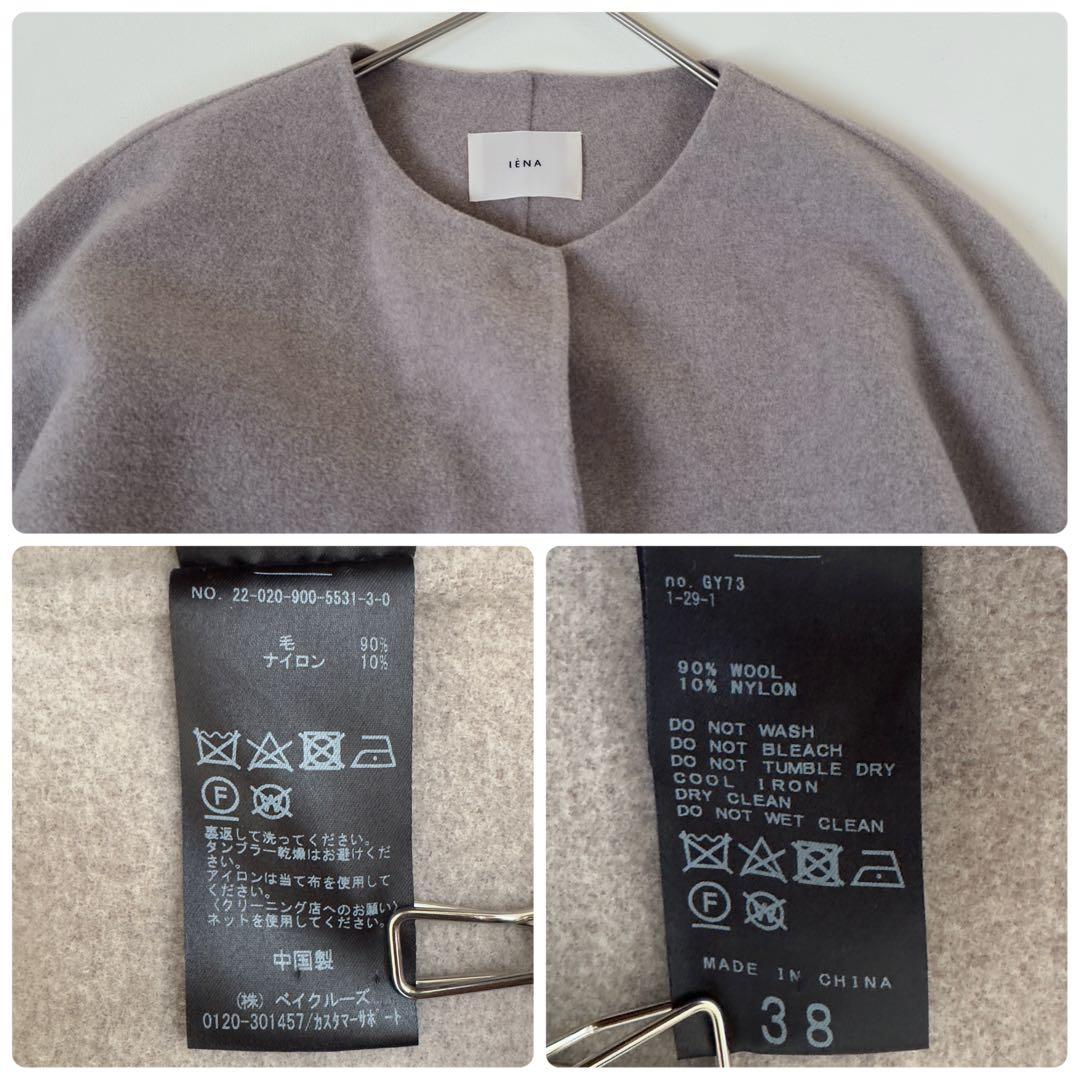 IÉNA
NO. 22-020-900-5531-3-0
毛 90%
ナイロン 10%
F
W
裏返して洗ってください。
タンブラー乾燥はお避けくだ
さい。
アイロンは当て布を使用して
ください。
〈クリーニング店へのお願い〉
ネットを使用してください。
中国製
(株) ベイクルーズ
0120-301457/カスタマーサポート
no. GY73
1-29-1
90% WOOL
10% NYLON
DO NOT WASH
DO NOT BLEACH
DO NOT TUMBLE DRY
COOL IRON
DRY CLEAN
DO NOT WET CLEAN
F
W
MADE IN CHINA
38